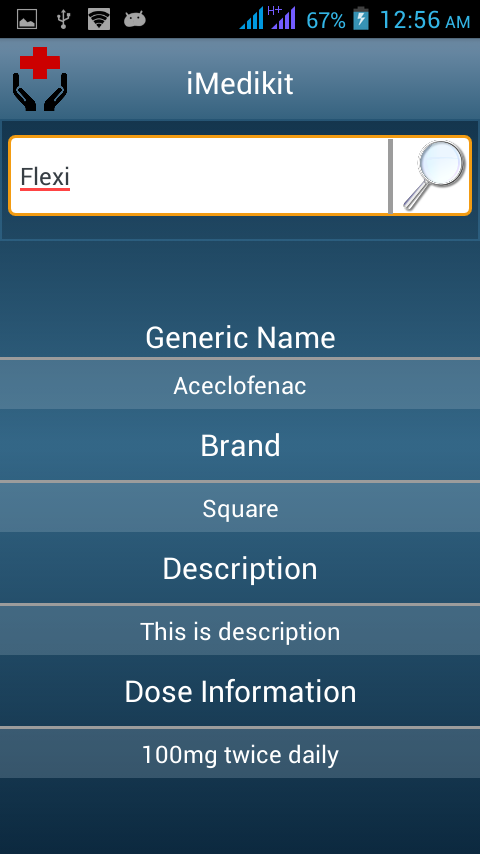 H+ 67% 12:56 AM
iMedikit
Flexi
Generic Name
Aceclofenac
Brand
Square
Description
This is description
Dose Information
100mg twice daily